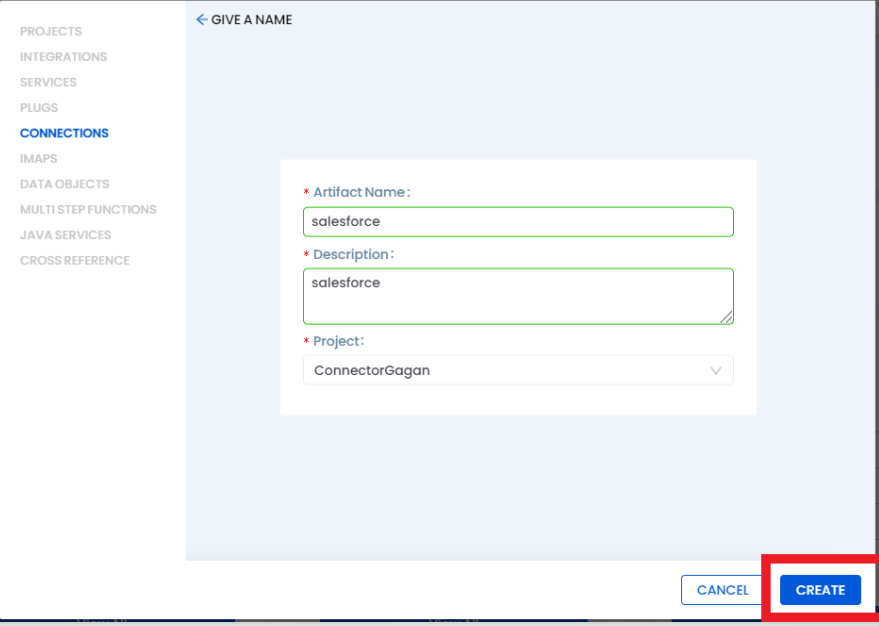 PROJECTS
INTEGRATIONS
SERVICES
PLUGS
CONNECTIONS
IMAPS
DATA OBJECTS
MULTI STEP FUNCTIONS
JAVA SERVICES
CROSS REFERENCE
← GIVE A NAME
* Artifact Name:
salesforce
* Description:
salesforce
* Project:
ConnectorGagan
CANCEL
CREATE